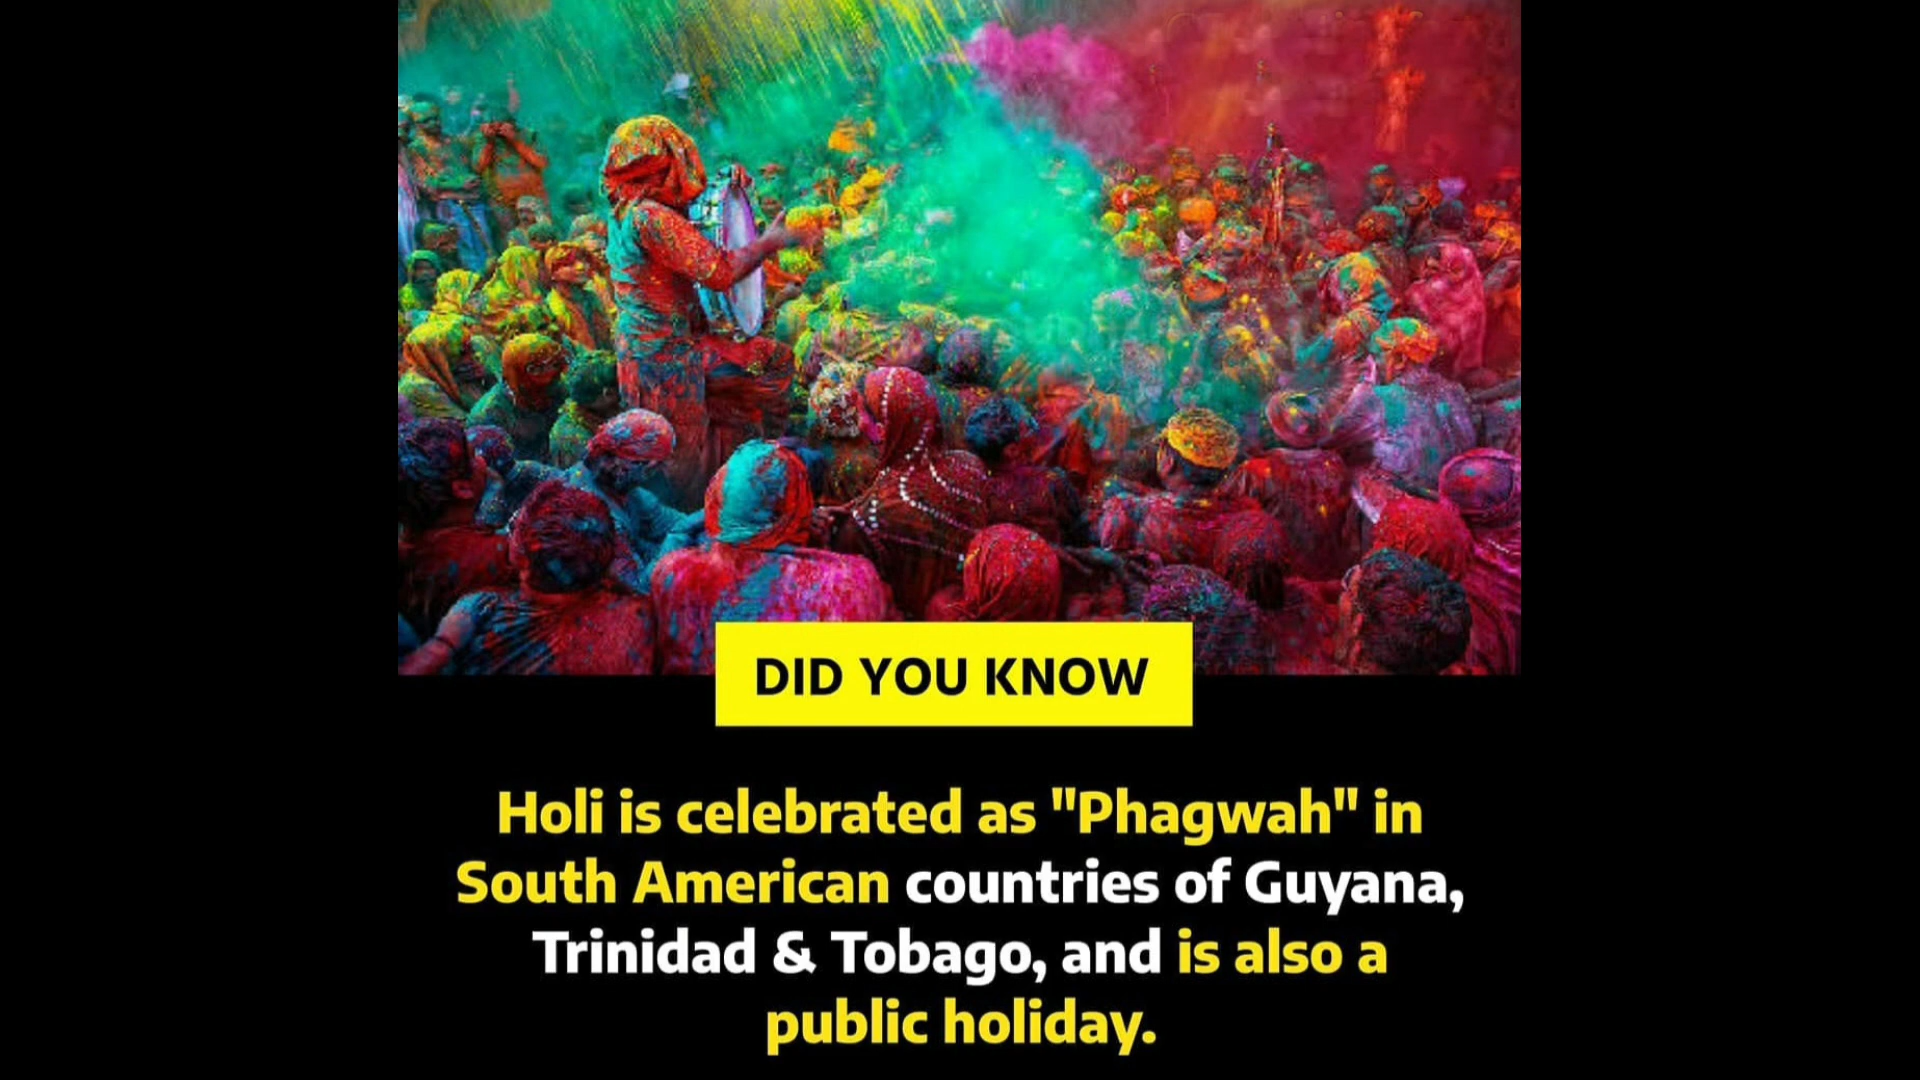 DID YOU KNOW
Holi is celebrated as "Phagwah" in
South American countries of Guyana,
Trinidad & Tobago, and is also a
public holiday.